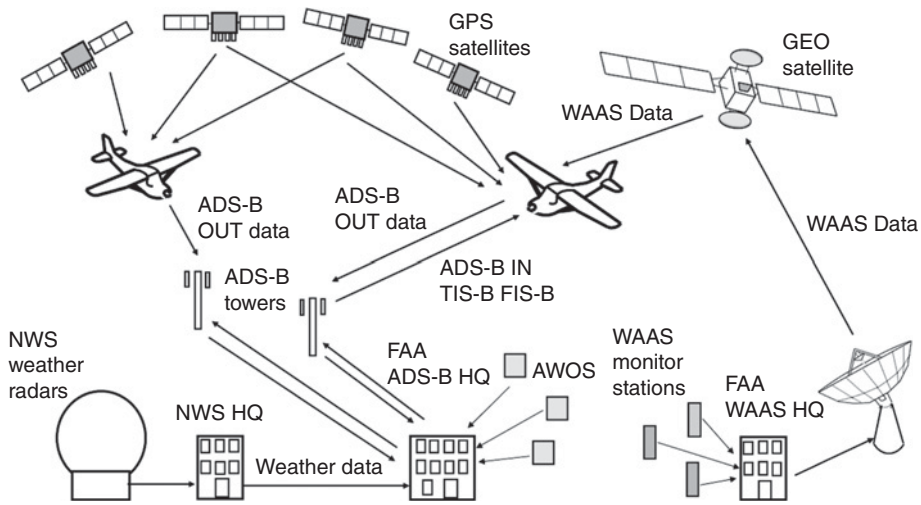 GPS
satellites
GEO
satellite
WAAS Data
ADS-B
OUT data
ADS-B
OUT data
WAAS Data
ADS-B
towers
ADS-B IN
TIS-B FIS-B
NWS
weather
radars
FAA
ADS-B HQ
AWOS
WAAS
monitor
stations
FAA
WAAS HQ
NWS HQ
Weather data